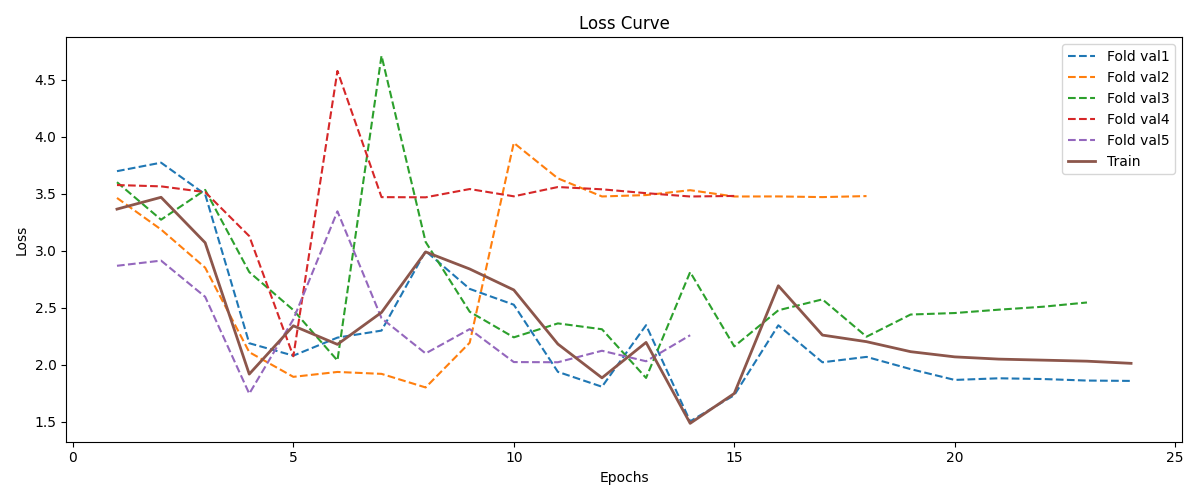 Loss Curve
Fold val1
Fold val2
Fold val3
Fold val4
Fold val5
Train
Loss
4.5
4.0
3.5
3.0
2.5
2.0
1.5
0 5 10 15 20 25
Epochs